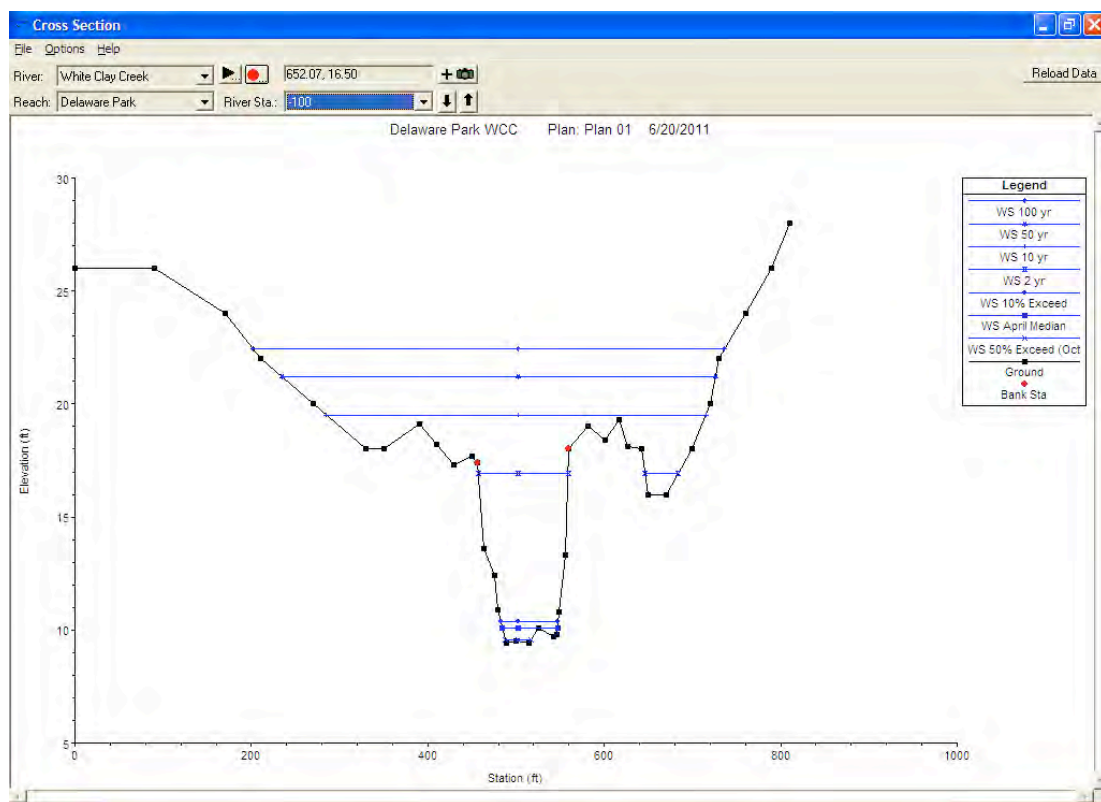 Cross Section
File Options Help
River: White Clay Creek 652.07, 16.50 Reload Data
Reach: Delaware Park River Sta.: -100
Delaware Park WCC Plan: Plan 01 6/20/2011
Legend
WS 100 yr
WS 50 yr
WS 10 yr
WS 2 yr
WS 10% Exceed
WS April Median
WS 50% Exceed (Oct
Ground
Bank Sta
30
25
20
15
10
5
Elevation (ft)
0 200 400 600 800 1000
Station (ft)